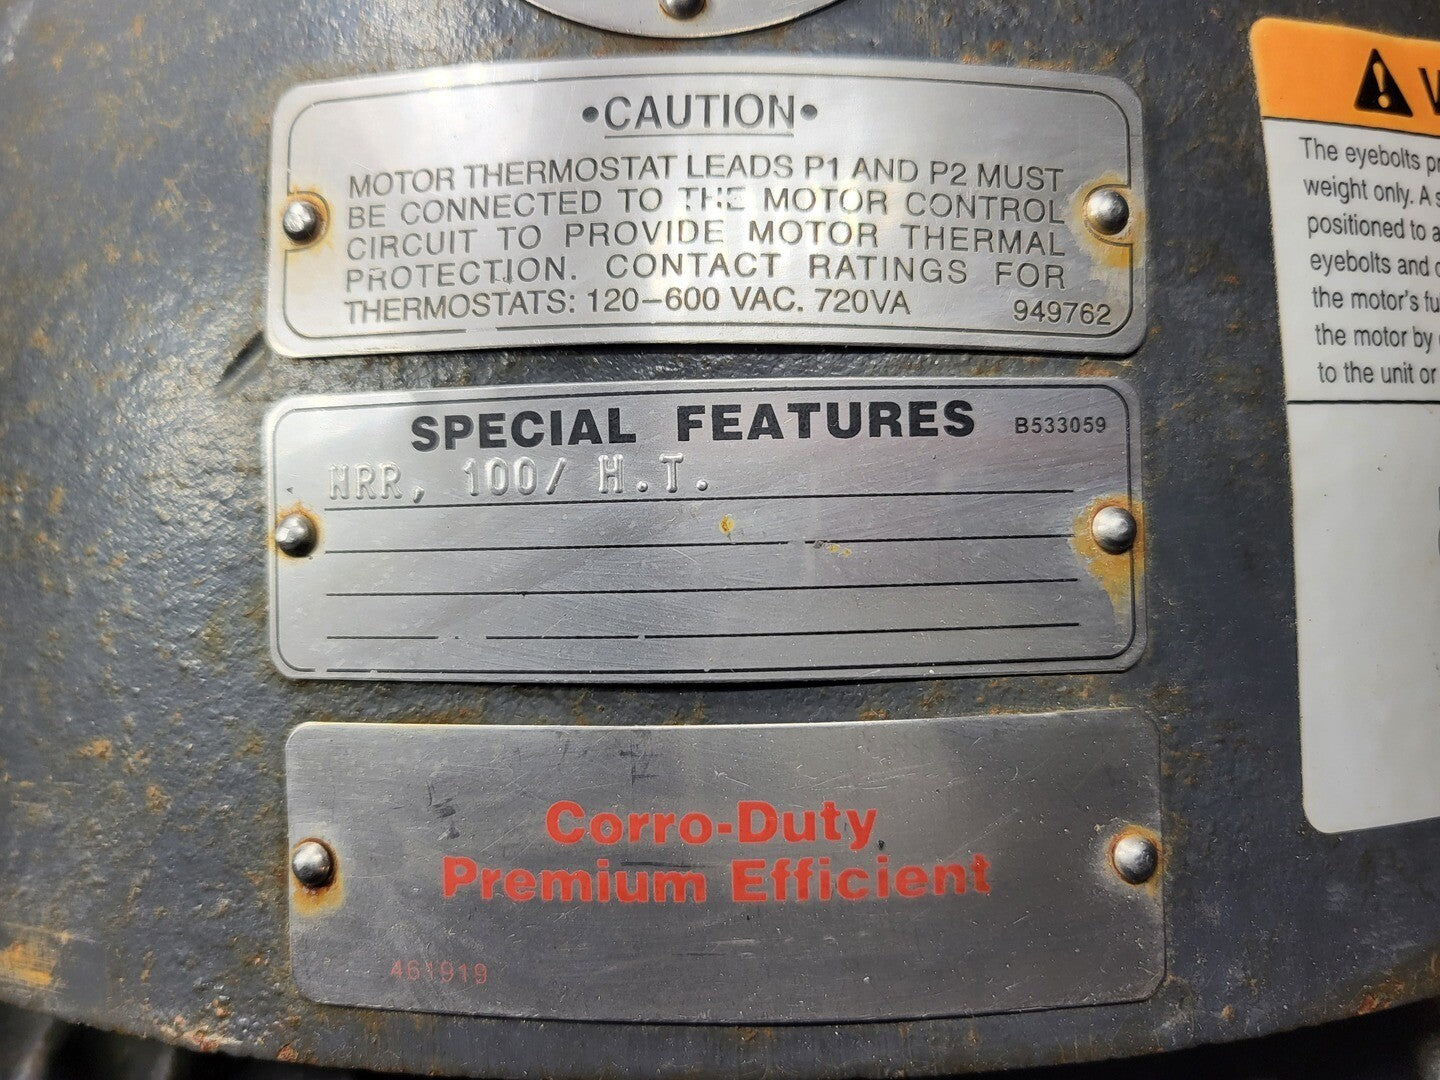 •CAUTION•
MOTOR THERMOSTAT LEADS P1 AND P2 MUST
BE CONNECTED TO THE MOTOR CONTROL
CIRCUIT TO PROVIDE MOTOR THERMAL
PROTECTION. CONTACT RATINGS FOR
THERMOSTATS: 120-600 VAC. 720VA 949762
SPECIAL FEATURES B533059
NRR, 100/ H.T.
Corro-Duty
Premium Efficient
461919
The eyebolts
weight only. A
positioned to
eyebolts and
the motor's
the motor by
to the unit or